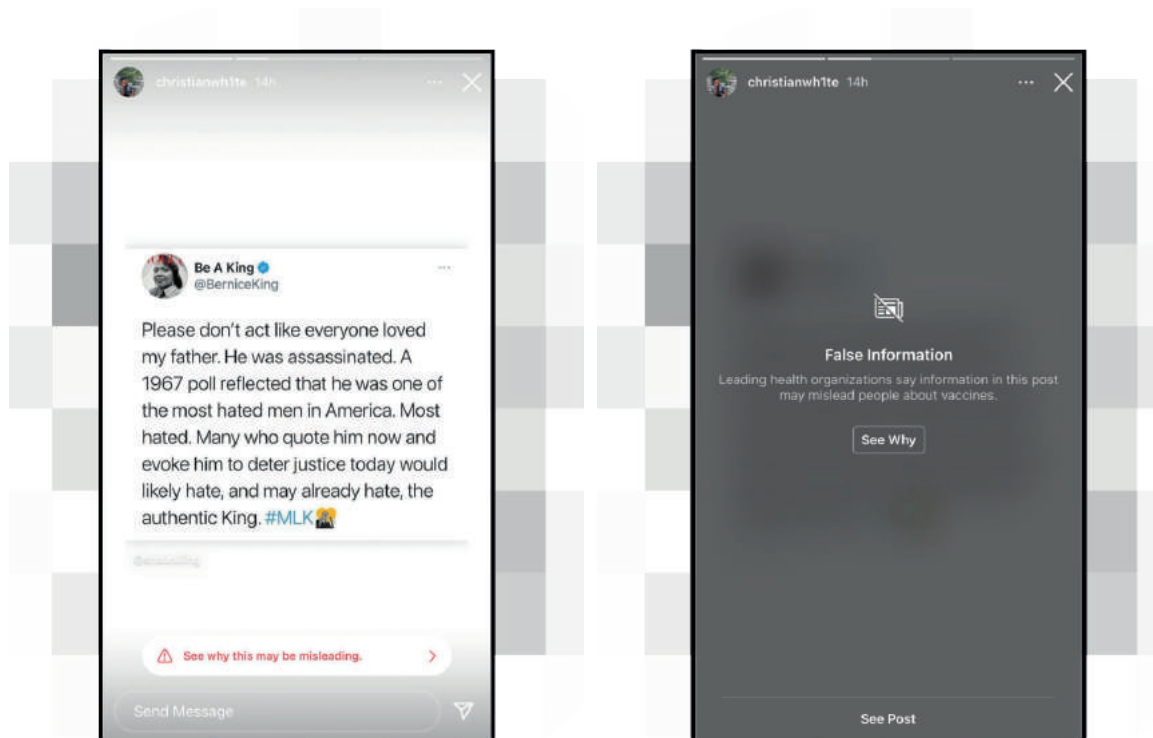 christianwh1te 14h
Be A King
@BerniceKing
Please don't act like everyone loved
my father. He was assassinated. A
1967 poll reflected that he was one of
the most hated men in America. Most
hated. Many who quote him now and
evoke him to deter justice today would
likely hate, and may already hate, the
authentic King. #MLK
@berniceking
See why this may be misleading.
Send Message
christianwh1te 14h
False Information
Leading health organizations say information in this post
may mislead people about vaccines.
See Why
See Post